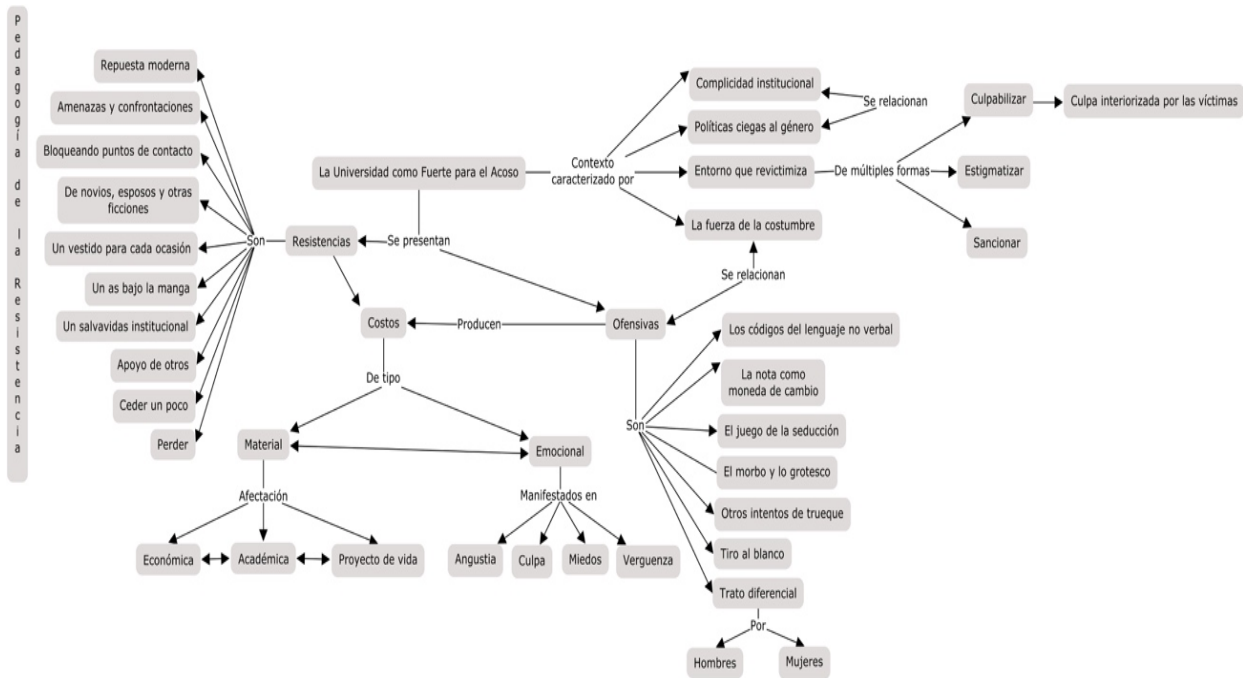 Pedagogía de la Resistencia
Repuesta moderna
Amenazas y confrontaciones
Bloqueando puntos de contacto
De novios, esposos y otras
ficciones
Un vestido para cada ocasión
Un as bajo la manga
Un salvavidas institucional
Apoyo de otros
Ceder un poco
Perder
Son
Resistencias
Se presentan
La Universidad como Fuerte para el Acoso
Contexto
caracterizado por
Complicidad institucional
Políticas ciegas al género
Se relacionan
Entorno que revictimiza
La fuerza de la costumbre
De múltiples formas
Culpabilizar
Culpa interiorizada por las víctimas
Estigmatizar
Sancionar
Se relacionan
Ofensivas
Producen
Costos
De tipo
Material
Emocional
Afectación
Económica
Académica
Proyecto de vida
Manifestados en
Angustia
Culpa
Miedos
Verguenza
Son
Los códigos del lenguaje no verbal
La nota como
moneda de cambio
El juego de la seducción
El morbo y lo grotesco
Otros intentos de trueque
Tiro al blanco
Trato diferencial
Por
Hombres
Mujeres